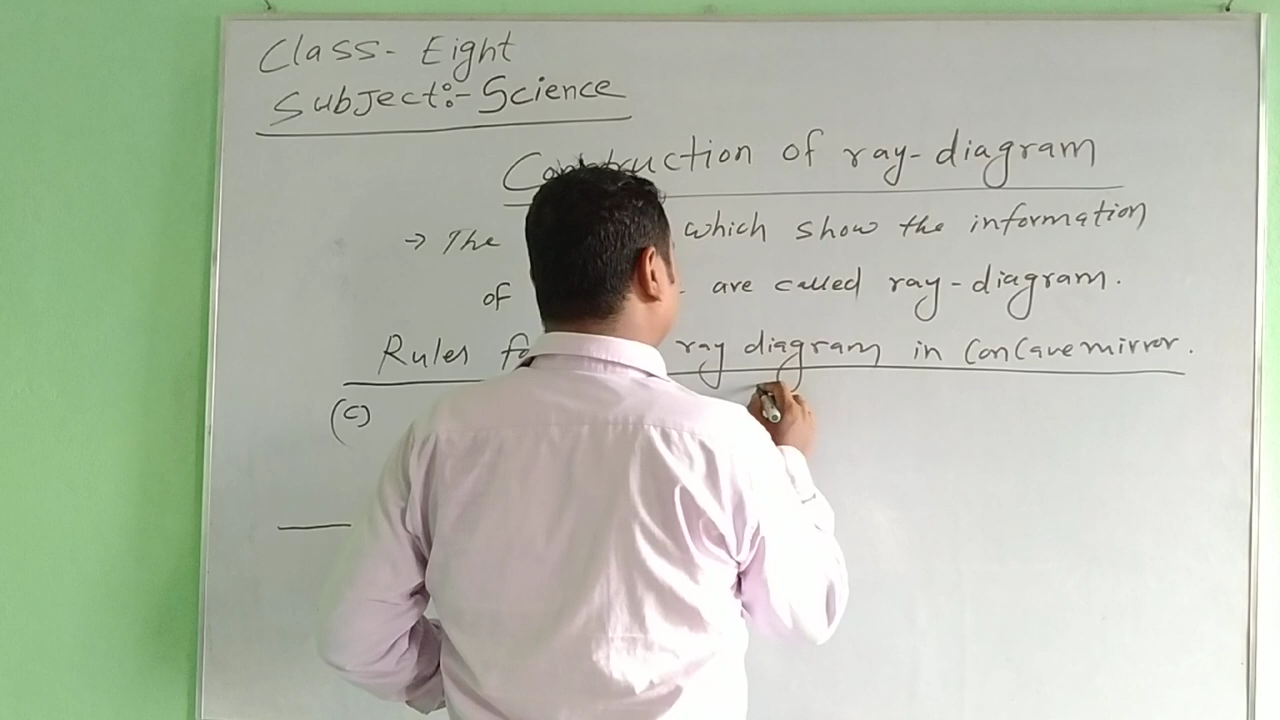 Class- Eight
Subject:- Science
Construction of ray-diagram
→ The which show the information
of are called ray-diagram.
Rules ray diagram in Concave mirror.
(c)